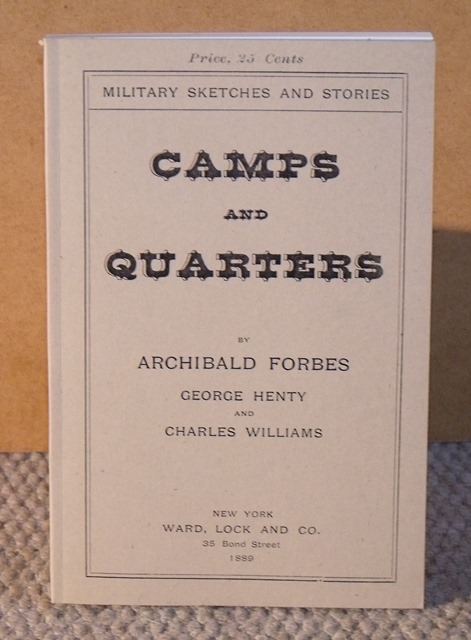 Price, 25 Cents
MILITARY SKETCHES AND STORIES
CAMPS
AND
QUARTERS
BY
ARCHIBALD FORBES
GEORGE HENTY
AND
CHARLES WILLIAMS
NEW YORK
WARD, LOCK AND CO.
35 Bond Street
1889